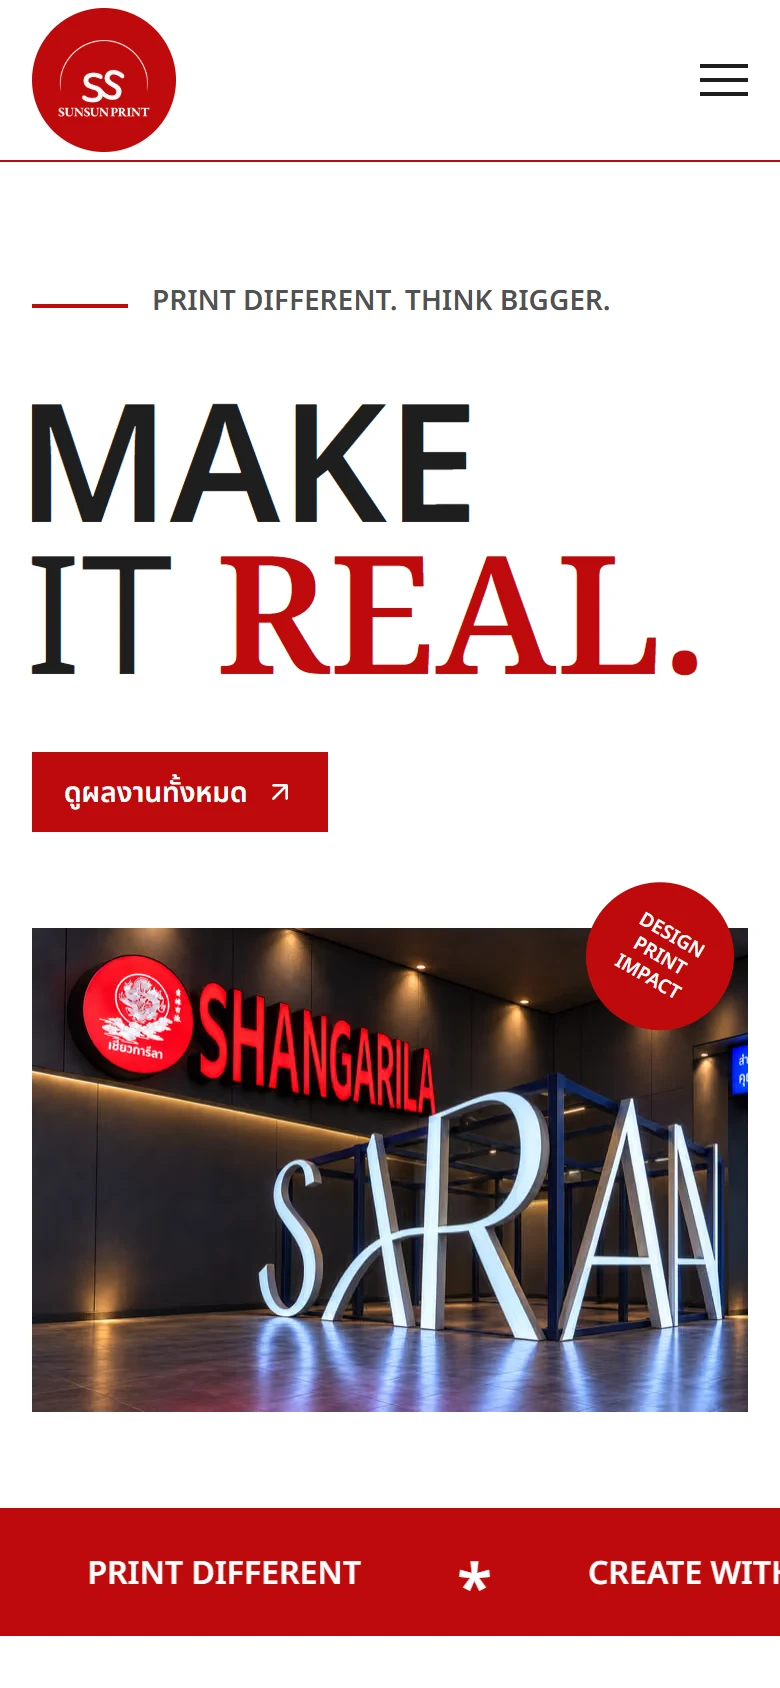 SS
SUNSUN PRINT
PRINT DIFFERENT. THINK BIGGER.
MAKE
IT REAL.
ดูผลงานทั้งหมด
DESIGN
PRINT
IMPACT
SHANGARILA
เชี่ยวการีลา
SARAN
PRINT DIFFERENT * CREATE WITH